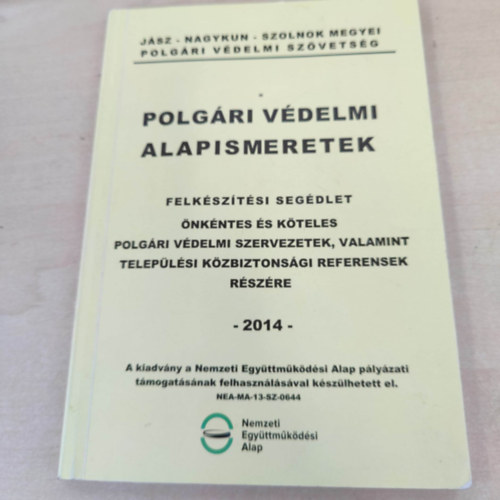 JÁSZ - NAGYKUN - SZOLNOK MEGYEI
POLGÁRI VÉDELMI SZÖVETSÉG
POLGÁRI VÉDELMI
ALAPISMERETEK
FELKÉSZÍTÉSI SEGÉDLET
ÖNKÉNTES ÉS KÖTELES
POLGÁRI VÉDELMI SZERVEZETEK, VALAMINT
TELEPÜLÉSI KÖZBIZTONSÁGI REFERENSEK
RÉSZÉRE
- 2014 -
A kiadvány a Nemzeti Együttműködési Alap pályázati
támogatásának felhasználásával készülhetett el.
NEA-MA-13-SZ-0644
Nemzeti
Együttműködési
Alap